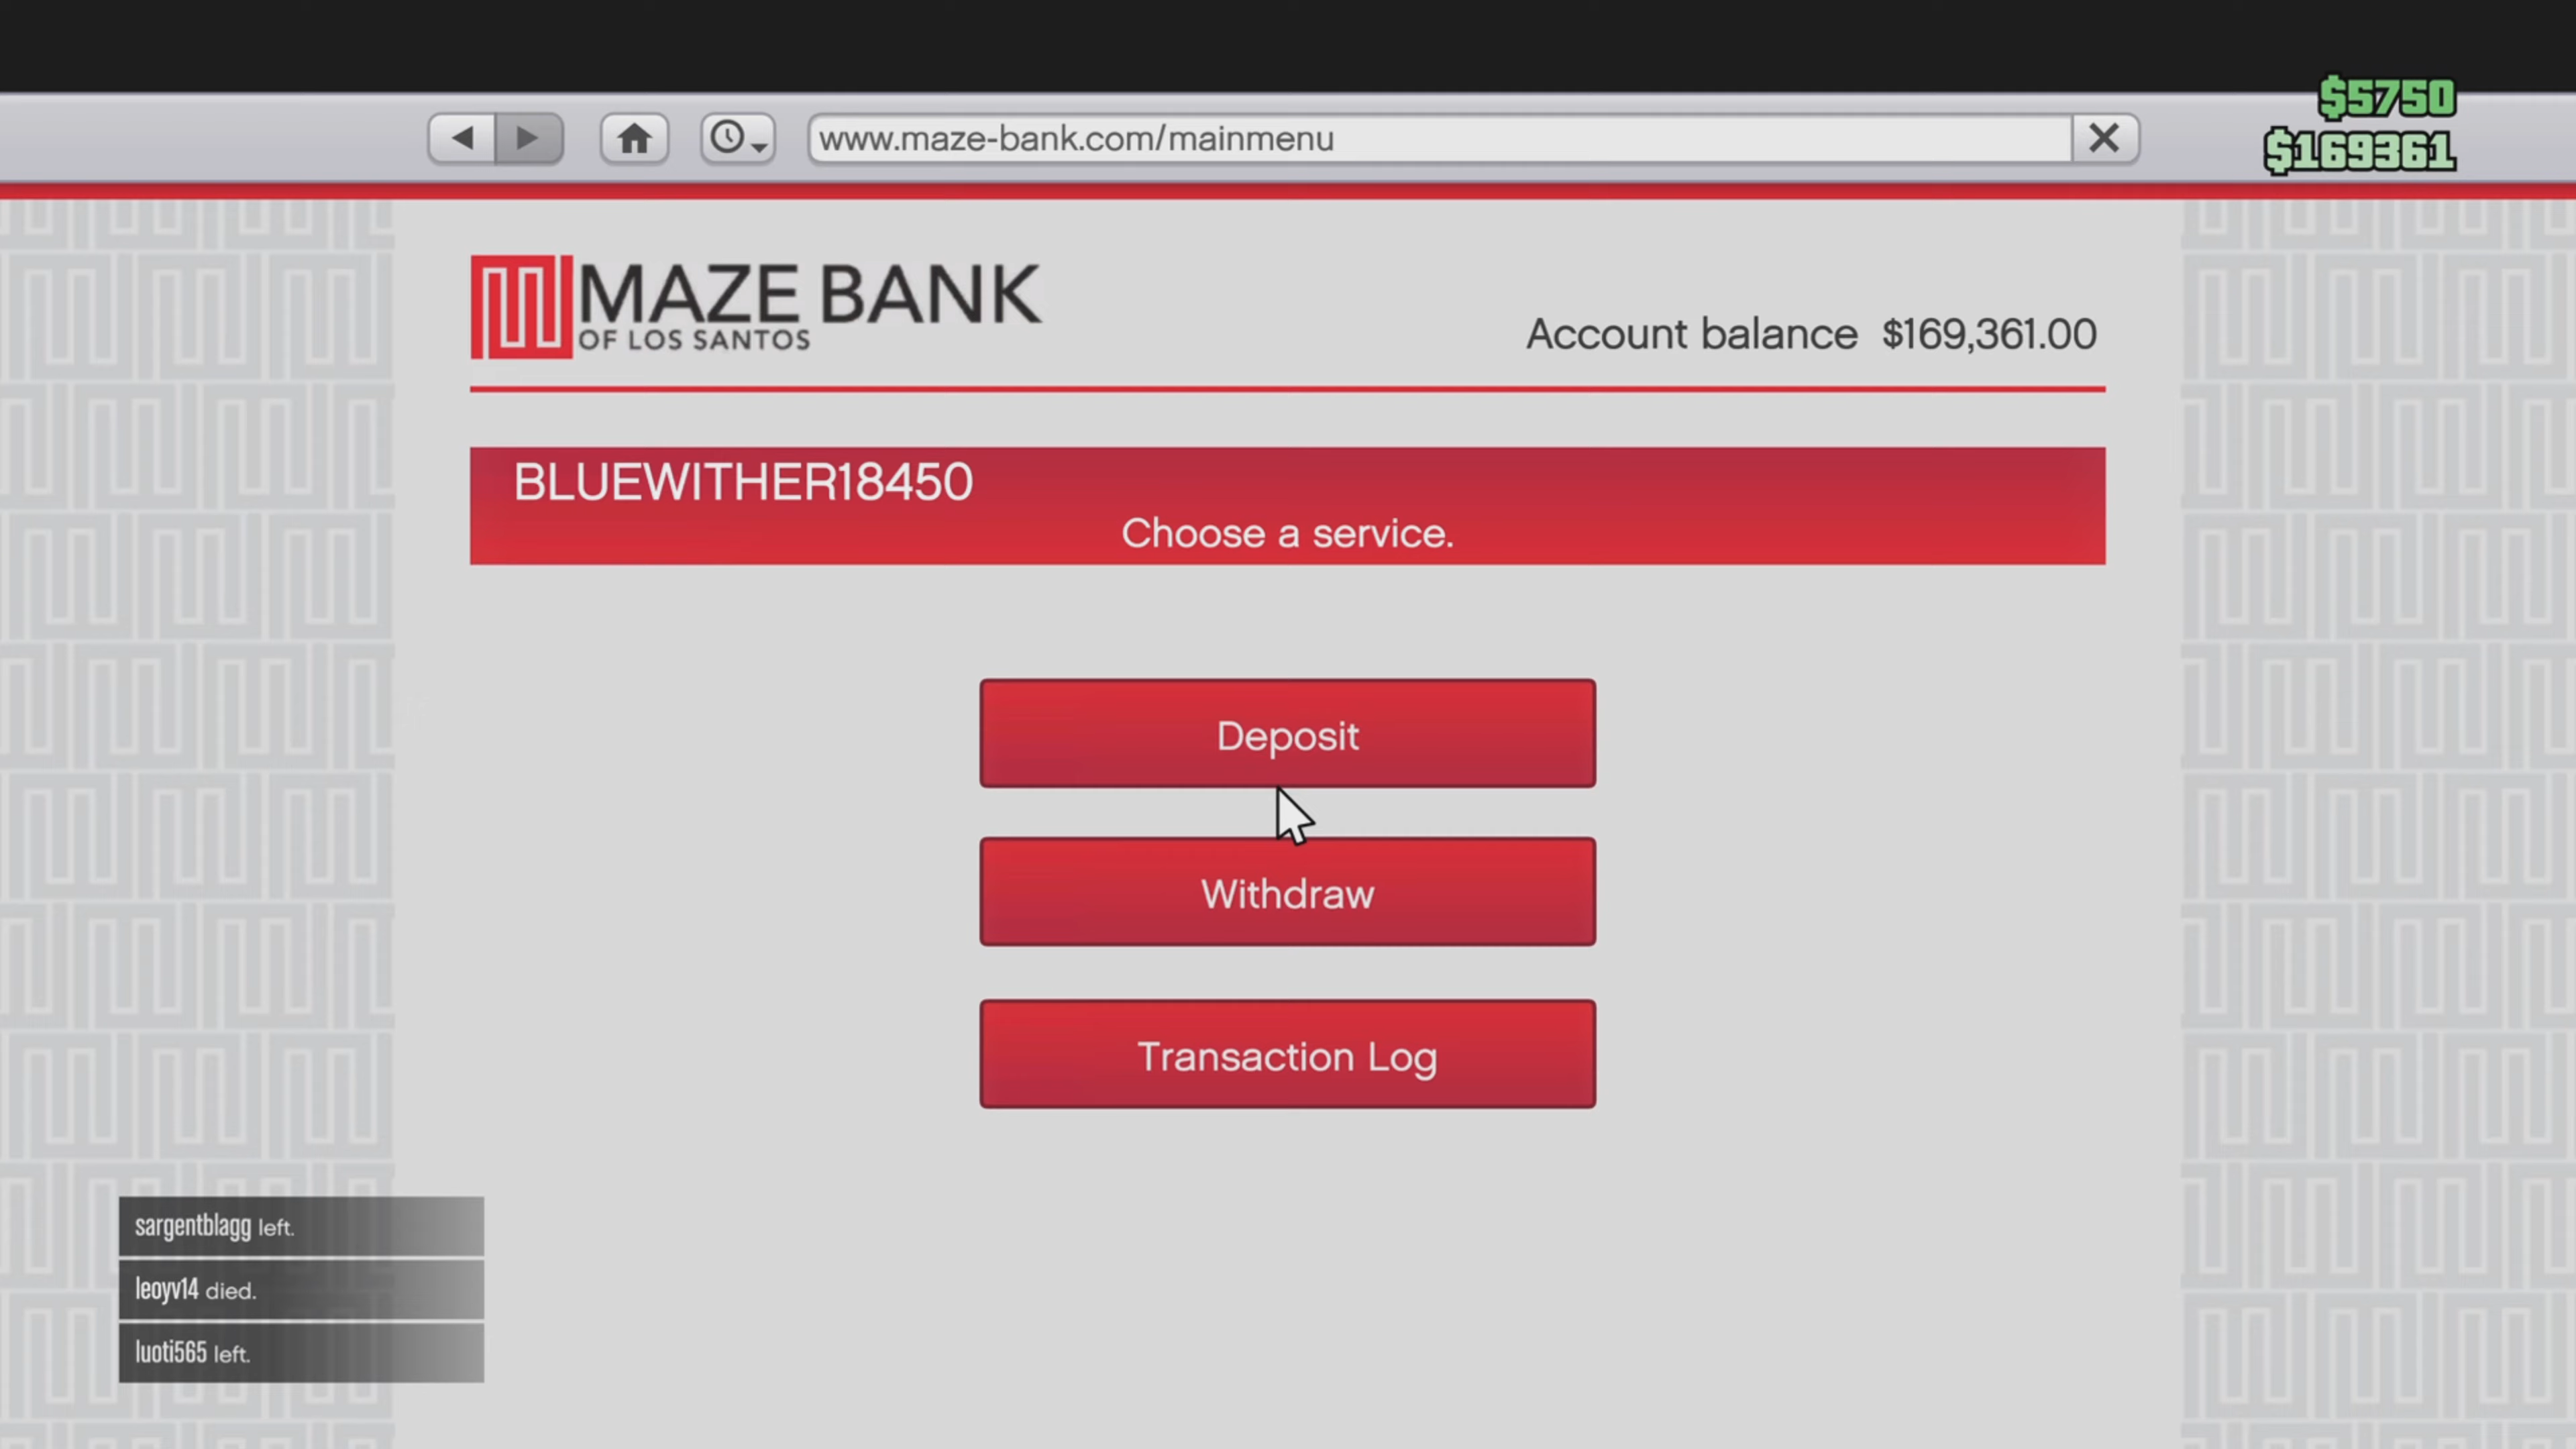 $5750
www.maze-bank.com/mainmenu
$169361
MAZE BANK
OF LOS SANTOS
Account balance $169,361.00
BLUEWITHER18450
Choose a service.
Deposit
Withdraw
Transaction Log
sargentblagg left.
leoyv14 died.
luoti565 left.